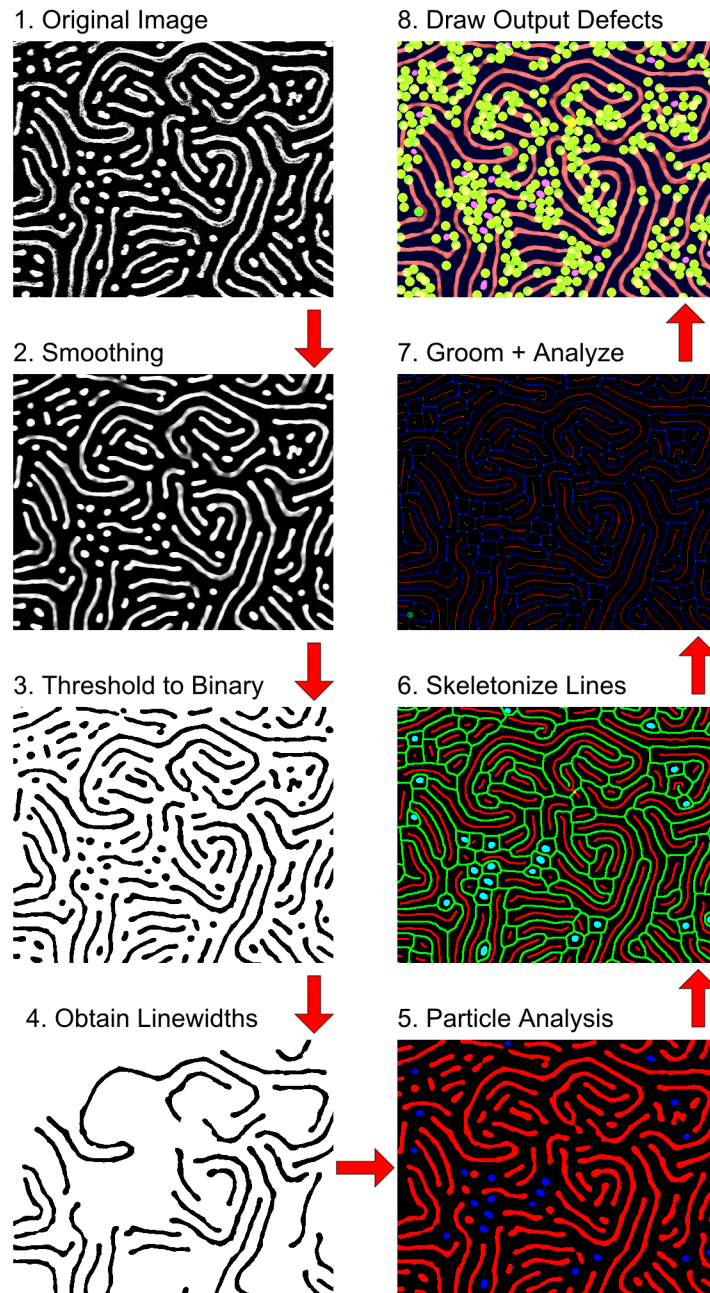 1. Original Image
2. Smoothing
3. Threshold to Binary
4. Obtain Linewidths
5. Particle Analysis
6. Skeletonize Lines
7. Groom + Analyze
8. Draw Output Defects